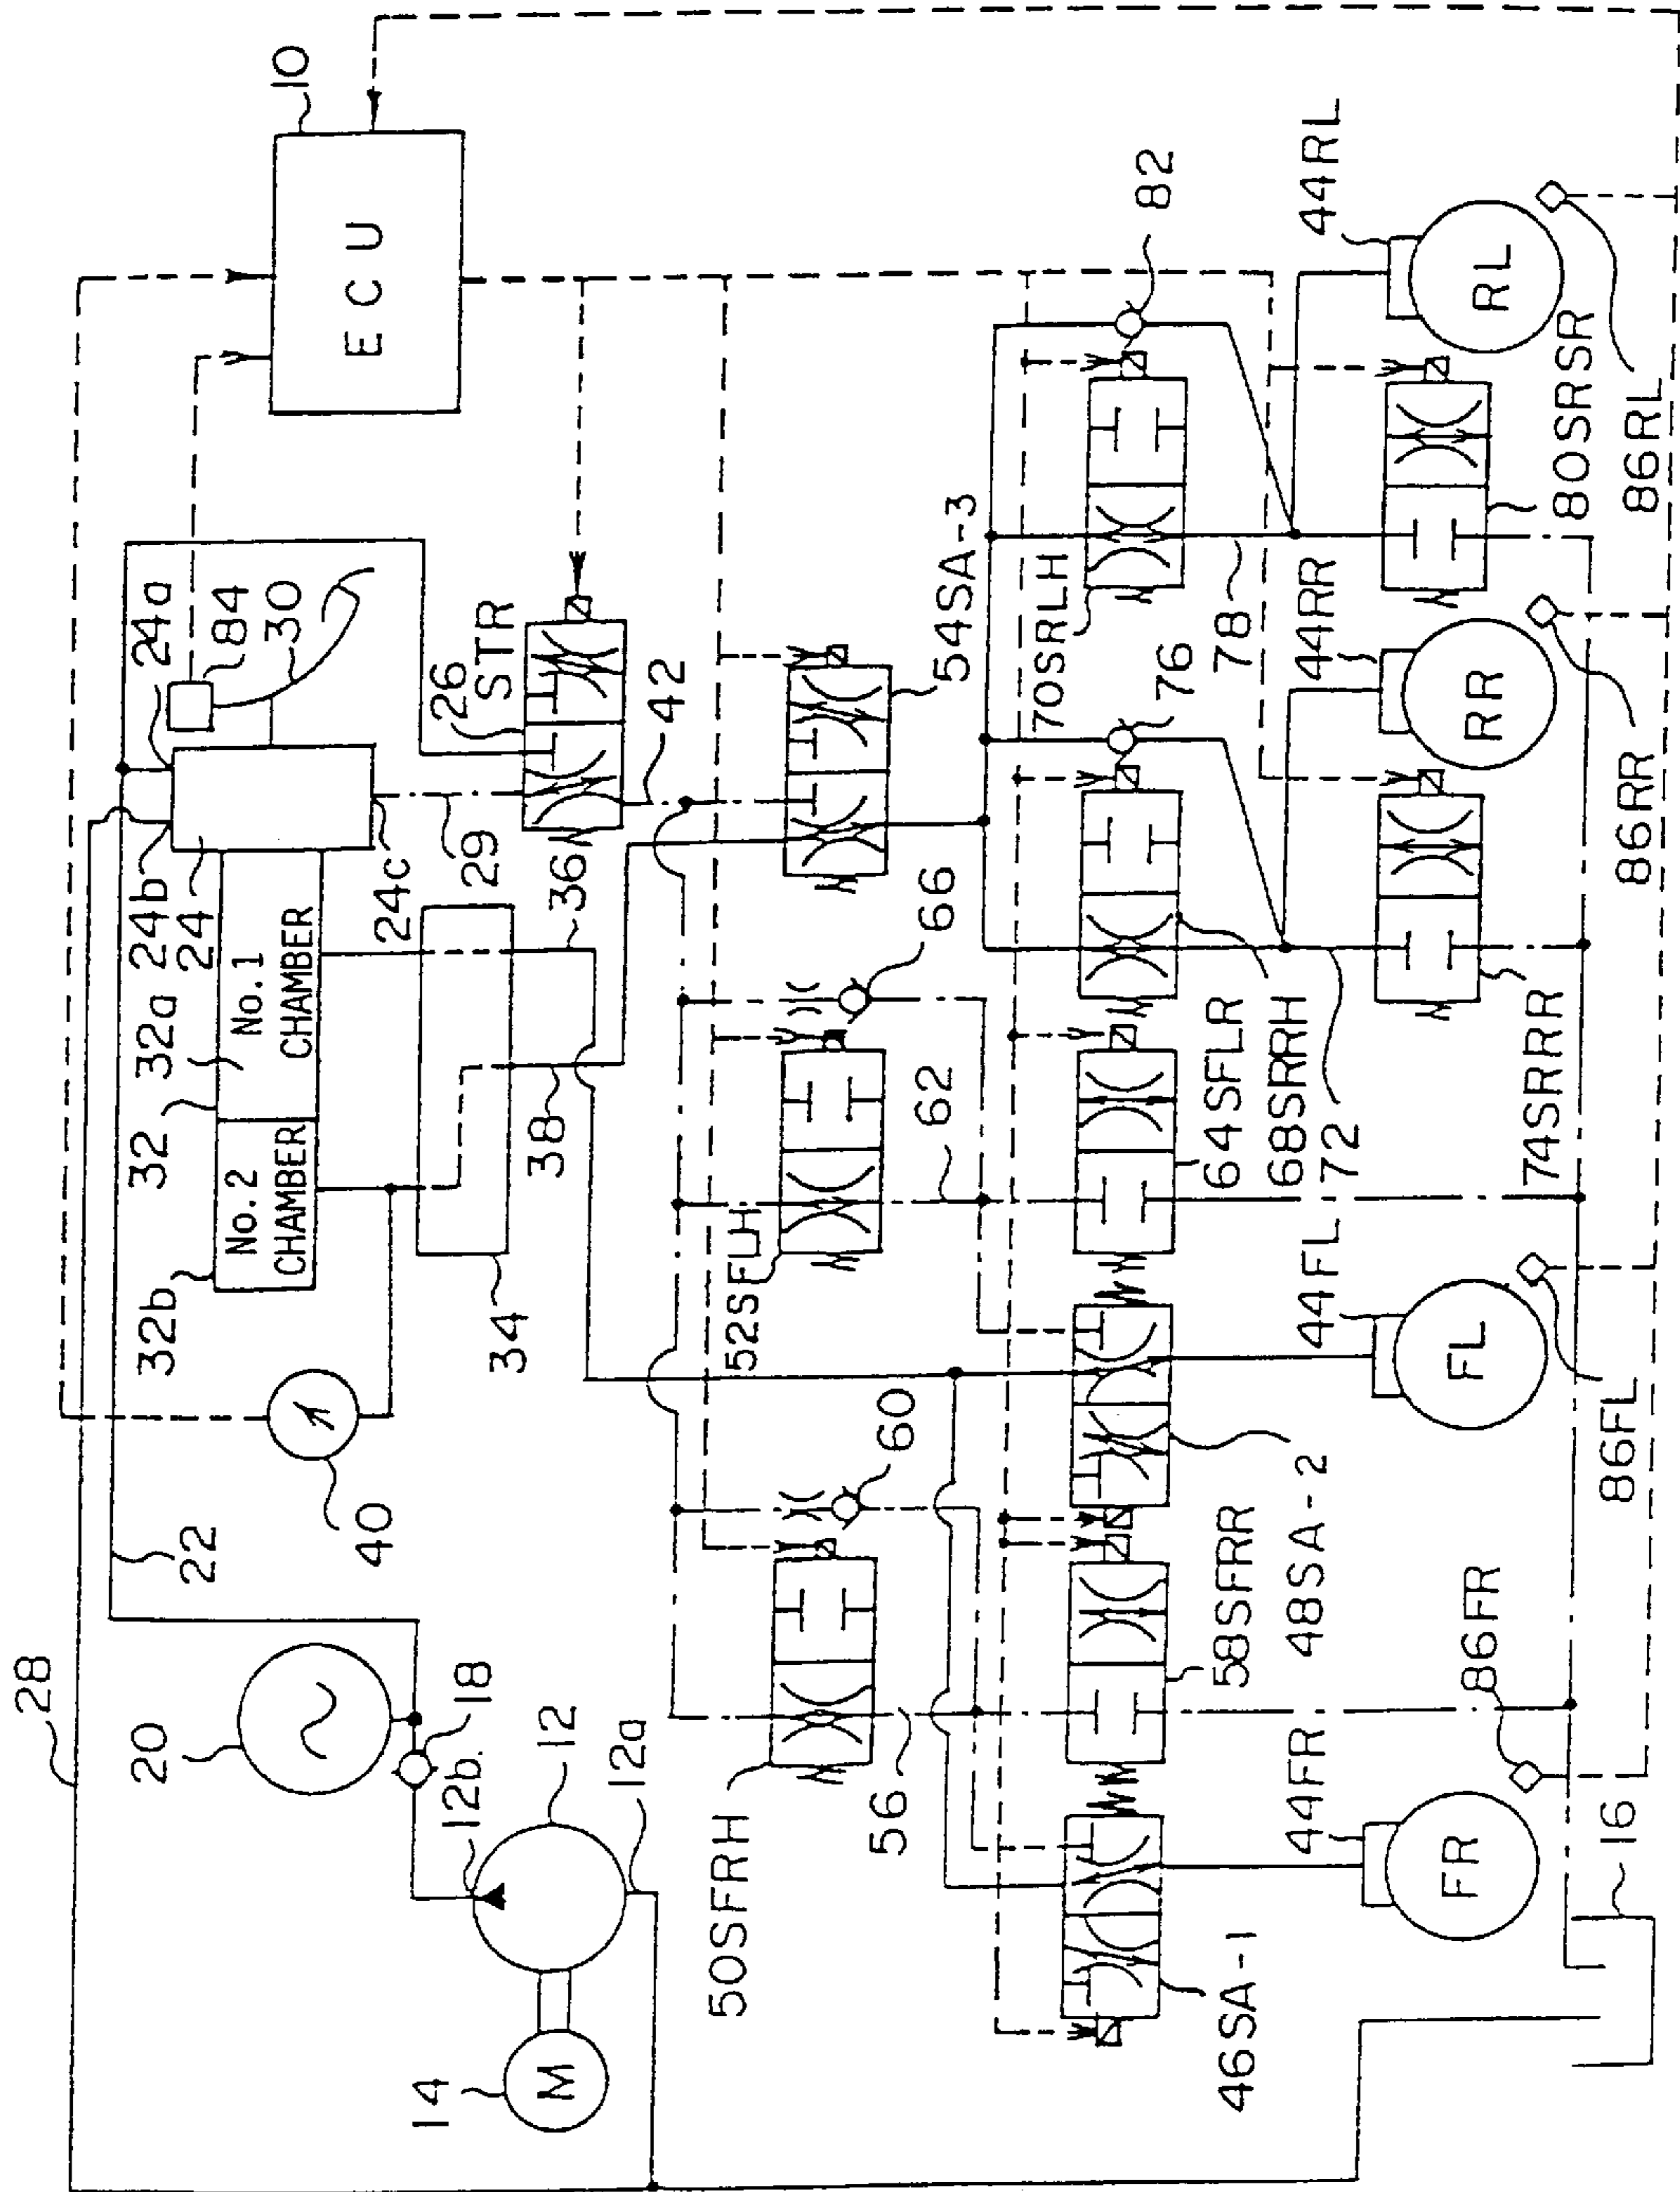 28
22
20
18
12b.
12
12a
14
M
40
32b
32
32a
24
24b
24a
84
30
No.2
CHAMBER
No.1
CHAMBER
34
38
36
24c
29
26
STR
42
10
ECU
50SFRH
56
60
52SFLH
62
66
54SA-3
46SA-1
58SFRR
48SA-2
64SFLR
68SRRH
72
76
70SRLH
78
82
74SRRR
80SRSR
44FR
FR
86FR
16
44FL
FL
86FL
44RR
RR
86RR
44RL
RL
86RL